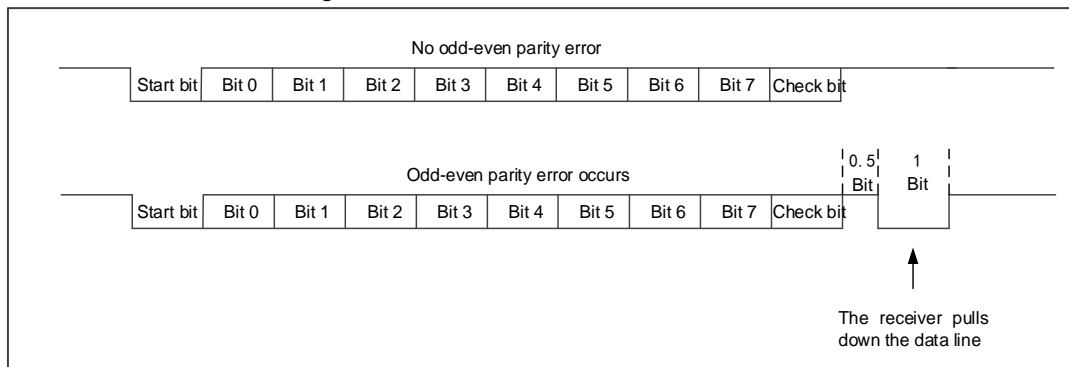 No odd-even parity error
Start bit Bit 0 Bit 1 Bit 2 Bit 3 Bit 4 Bit 5 Bit 6 Bit 7 Check bit
Odd-even parity error occurs
0.5 Bit
1 Bit
Start bit Bit 0 Bit 1 Bit 2 Bit 3 Bit 4 Bit 5 Bit 6 Bit 7 Check bit
The receiver pulls
down the data line